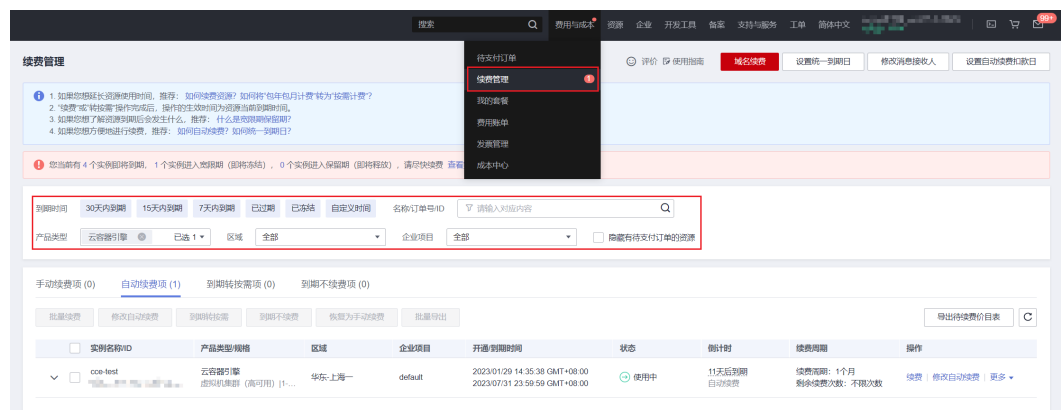 搜索 费用与成本 资源 企业 开发工具 备案 支持与服务 工单 简体中文 99+
待支付订单
续费管理 1
我的套餐
费用账单
发票管理
成本中心
续费管理 评价 使用指南 域名续费 设置统一到期日 修改消息接收人 设置自动续费扣款日
1. 如果您想延长资源使用时间，推荐： 如何续费资源？如何将“包年包月计费”转为“按需计费”？
2. “续费”或“转按需”操作完成后，操作的生效时间为资源当前到期时间。
3. 如果您想了解资源到期后会发生什么，推荐： 什么是宽限期保留期？
4. 如果您想方便地进行续费，推荐： 如何自动续费？如何统一到期日？
您当前有 4 个实例即将到期， 1 个实例进入宽限期（即将冻结）， 0 个实例进入保留期（即将释放），请尽快续费 查看
到期时间 30天内到期 15天内到期 7天内到期 已过期 已冻结 自定义时间 名称/订单号/ID 请输入对应内容
产品类型 云容器引擎 已选 1 区域 全部 企业项目 全部 隐藏有待支付订单的资源
手动续费项 (0) 自动续费项 (1) 到期转按需项 (0) 到期不续费项 (0)
批量续费 修改自动续费 到期转按需 到期不续费 恢复为手动续费 批量导出 导出待续费价目表
实例名称/ID 产品类型/规格 区域 企业项目 开通/到期时间 状态 倒计时 续费周期 操作
cce-test 云容器引擎 华东-上海一 default 2023/01/29 14:35:38 GMT+08:00 使用中 11天后到期 续费周期：1个月 续费 修改自动续费 更多
虚拟机集群（高可用）|1-... 2023/07/31 23:59:59 GMT+08:00 自动续费 剩余续费次数：不限次数